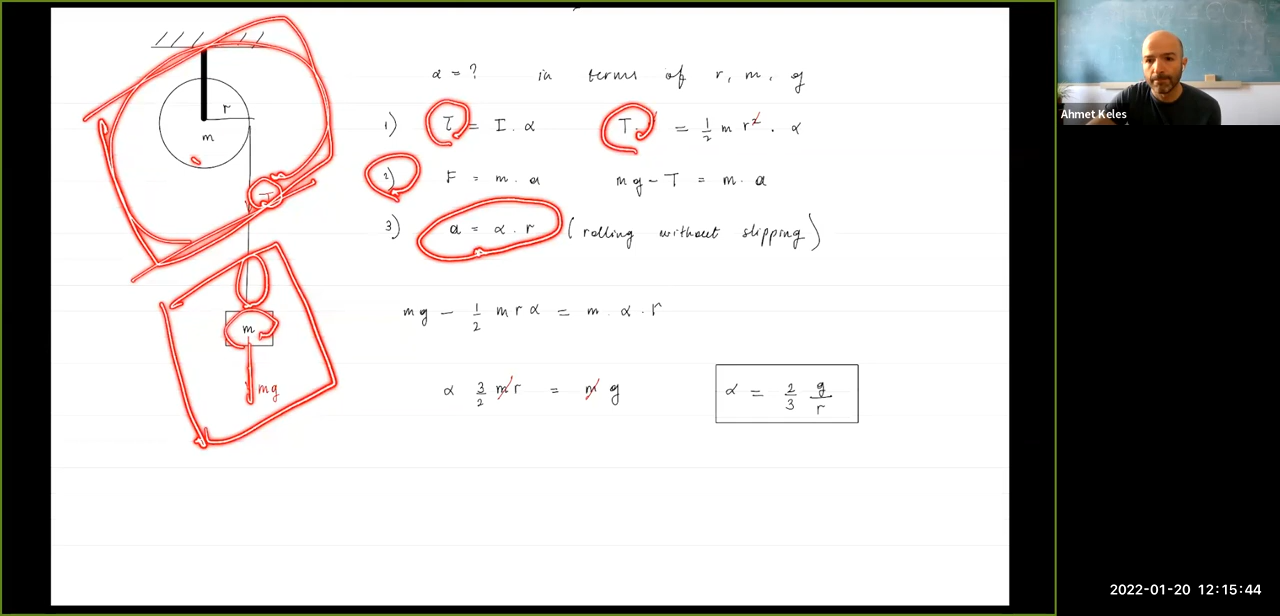 α = ? in terms of r, m, g
1) τ = I . α T . r = 1/2 m r² . α
2) F = m . a mg - T = m . a
3) a = α . r (rolling without slipping)
mg - 1/2 m r α = m . α . r
α 3/2 m r = m g
α = 2/3 g/r
r
m
T
m
mg
Ahmet Keles
2022-01-20 12:15:44